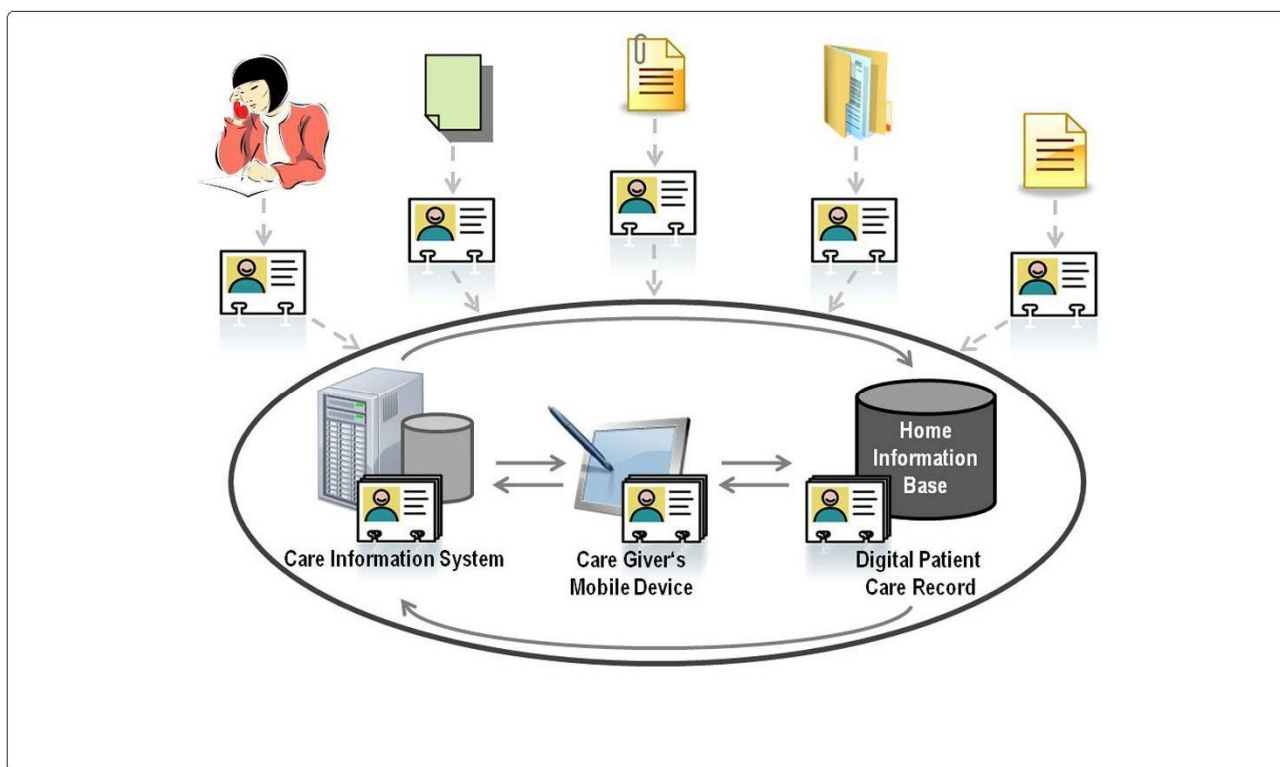 Home
Information
Base
Care Information System
Care Giver‘s
Mobile Device
Digital Patient
Care Record